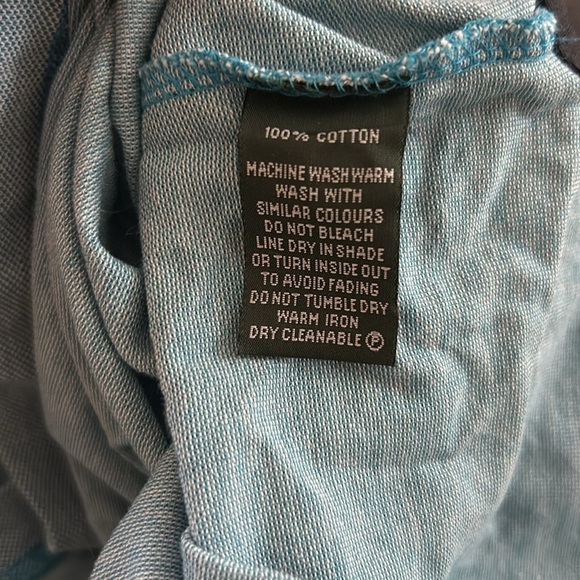 100% COTTON
MACHINE WASH WARM
WASH WITH
SIMILAR COLOURS
DO NOT BLEACH
LINE DRY IN SHADE
OR TURN INSIDE OUT
TO AVOID FADING
DO NOT TUMBLE DRY
WARM IRON
DRY CLEANABLE Ⓟ